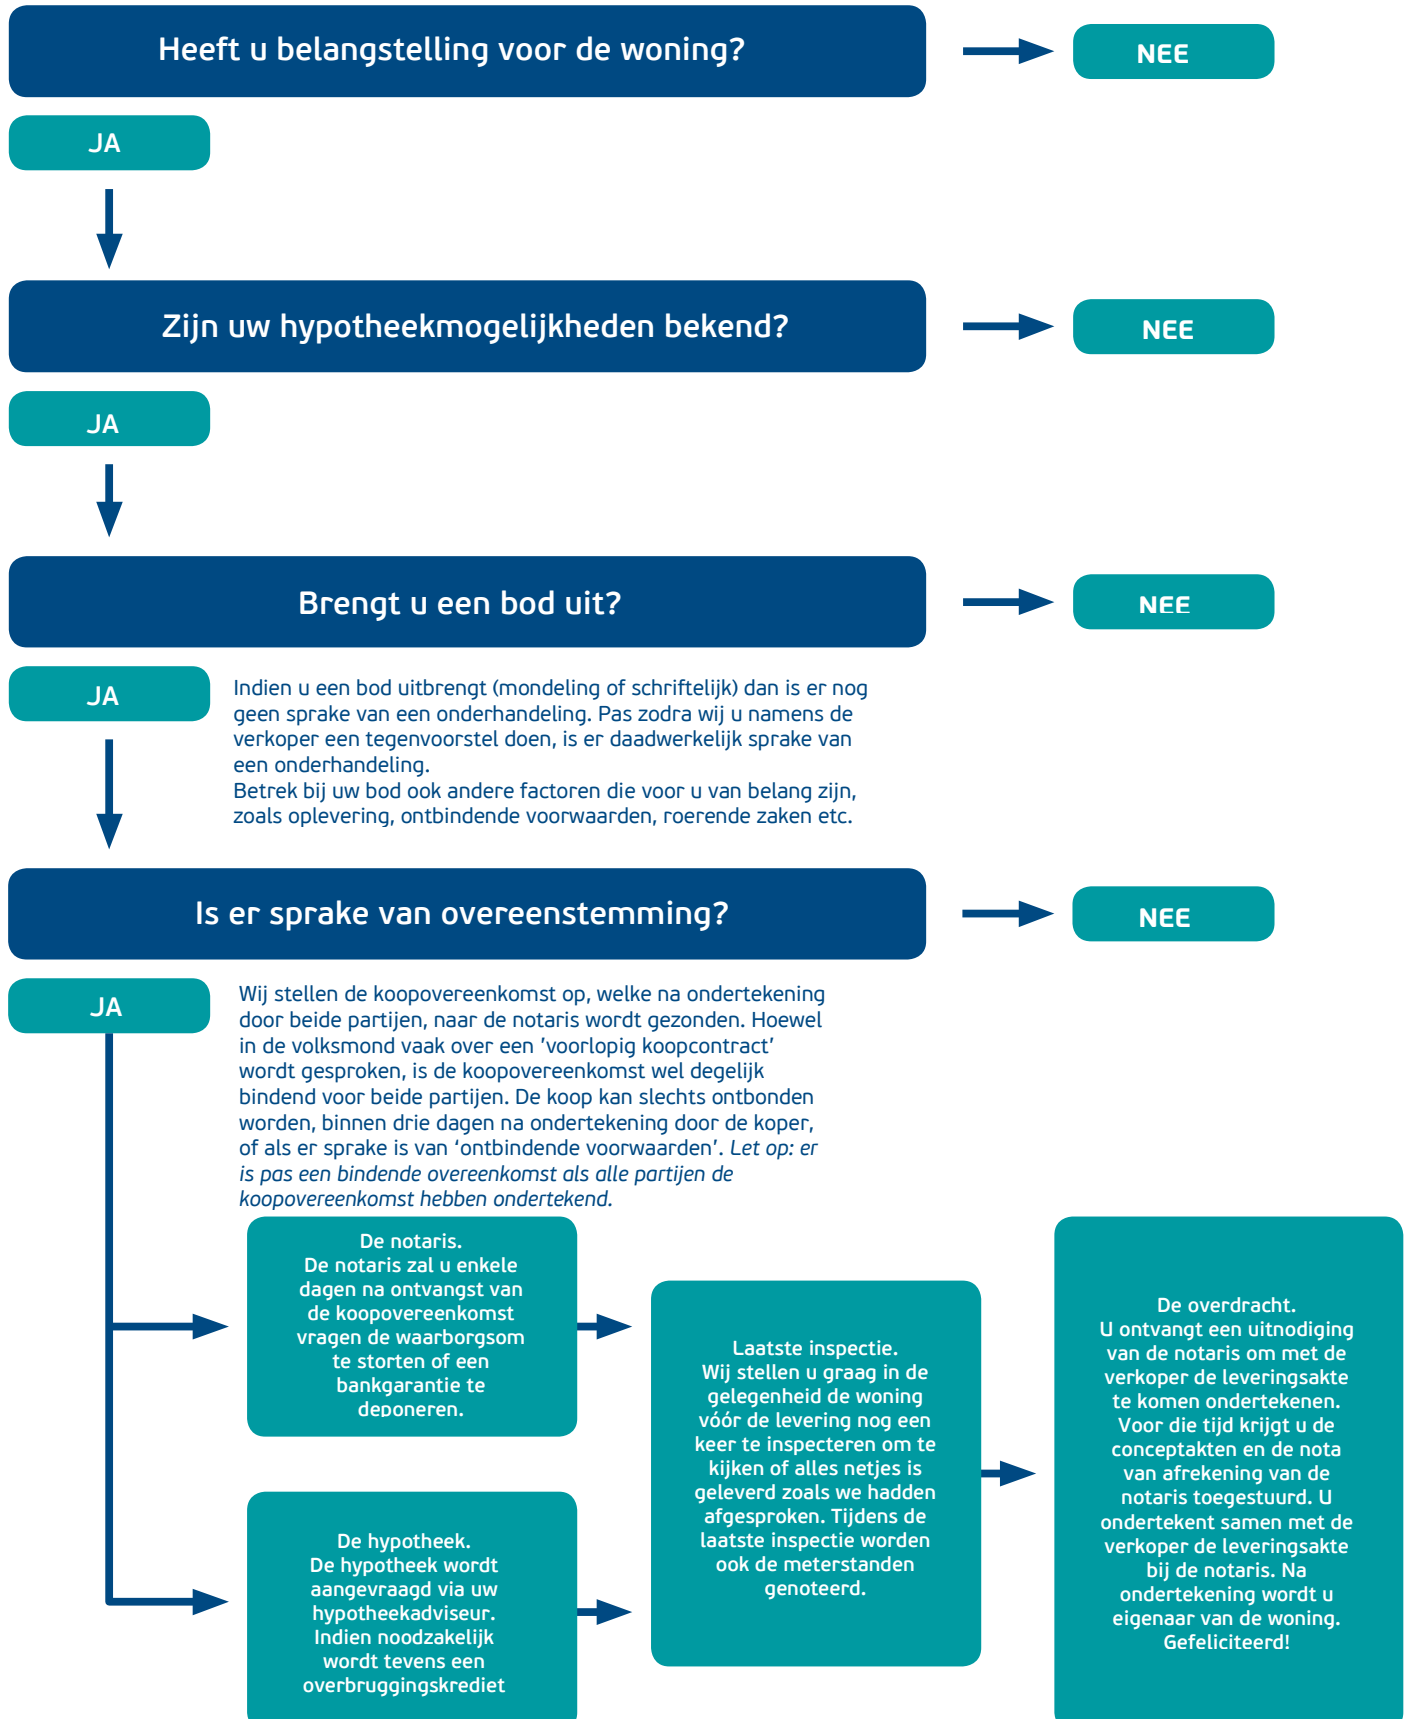 Heeft u belangstelling voor de woning?
NEE
JA
Zijn uw hypotheekmogelijkheden bekend?
NEE
JA
Brengt u een bod uit?
NEE
JA
Indien u een bod uitbrengt (mondeling of schriftelijk) dan is er nog
geen sprake van een onderhandeling. Pas zodra wij u namens de
verkoper een tegenvoorstel doen, is er daadwerkelijk sprake van
een onderhandeling.
Betrek bij uw bod ook andere factoren die voor u van belang zijn,
zoals oplevering, ontbindende voorwaarden, roerende zaken etc.
Is er sprake van overeenstemming?
NEE
JA
Wij stellen de koopovereenkomst op, welke na ondertekening
door beide partijen, naar de notaris wordt gezonden. Hoewel
in de volksmond vaak over een ’voorlopig koopcontract’
wordt gesproken, is de koopovereenkomst wel degelijk
bindend voor beide partijen. De koop kan slechts ontbonden
worden, binnen drie dagen na ondertekening door de koper,
of als er sprake is van ‘ontbindende voorwaarden’. Let op: er
is pas een bindende overeenkomst als alle partijen de
koopovereenkomst hebben ondertekend.
De notaris.
De notaris zal u enkele
dagen na ontvangst van
de koopovereenkomst
vragen de waarborgsom
te storten of een
bankgarantie te
deponeren.
De hypotheek.
De hypotheek wordt
aangevraagd via uw
hypotheekadviseur.
Indien noodzakelijk
wordt tevens een
overbruggingskrediet
Laatste inspectie.
Wij stellen u graag in de
gelegenheid de woning
vóór de levering nog een
keer te inspecteren om te
kijken of alles netjes is
geleverd zoals we hadden
afgesproken. Tijdens de
laatste inspectie worden
ook de meterstanden
genoteerd.
De overdracht.
U ontvangt een uitnodiging
van de notaris om met de
verkoper de leveringsakte
te komen ondertekenen.
Voor die tijd krijgt u de
conceptakten en de nota
van afrekening van de
notaris toegestuurd. U
ondertekent samen met de
verkoper de leveringsakte
bij de notaris. Na
ondertekening wordt u
eigenaar van de woning.
Gefeliciteerd!